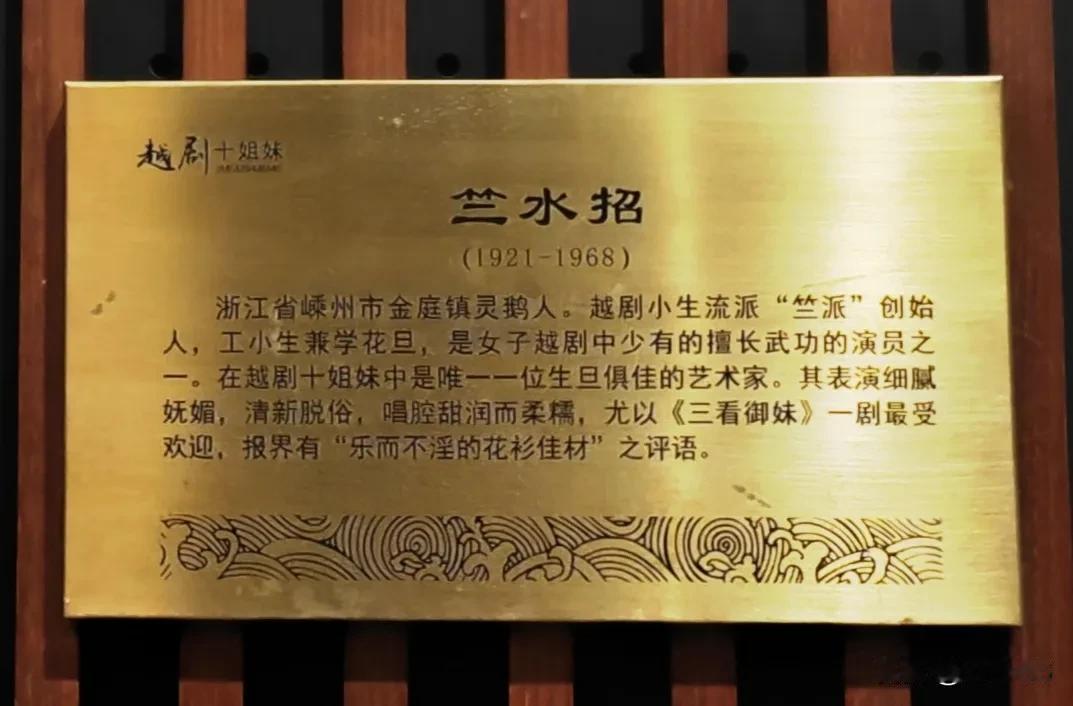 越剧十姐妹
竺水招
(1921-1968)
浙江省嵊州市金庭镇灵鹅人。越剧小生流派“竺派”创始
人，工小生兼学花旦，是女子越剧中少有的擅长武功的演员之
一。在越剧十姐妹中是唯一一位生旦俱佳的艺术家。其表演细腻
妩媚，清新脱俗，唱腔甜润而柔糯，尤以《三看御妹》一剧最受
欢迎，报界有“乐而不淫的花衫佳材”之评语。